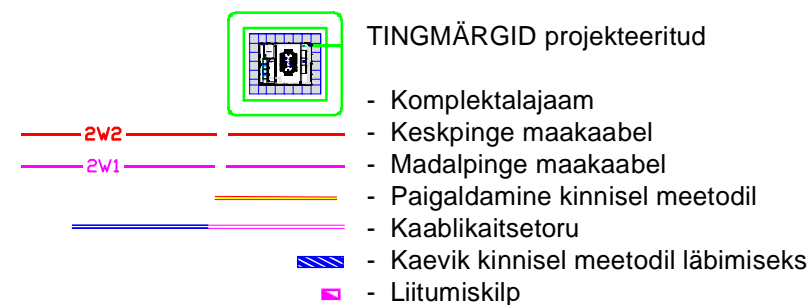 TINGMÄRGID projekteeritud
- Komplektalajaam
2W2 - Keskpinge maakaabel
2W1 - Madalpinge maakaabel
- Paigaldamine kinnisel meetodil
- Kaablikaitsetoru
- Kaevik kinnisel meetodil läbimiseks
- Liitumiskilp